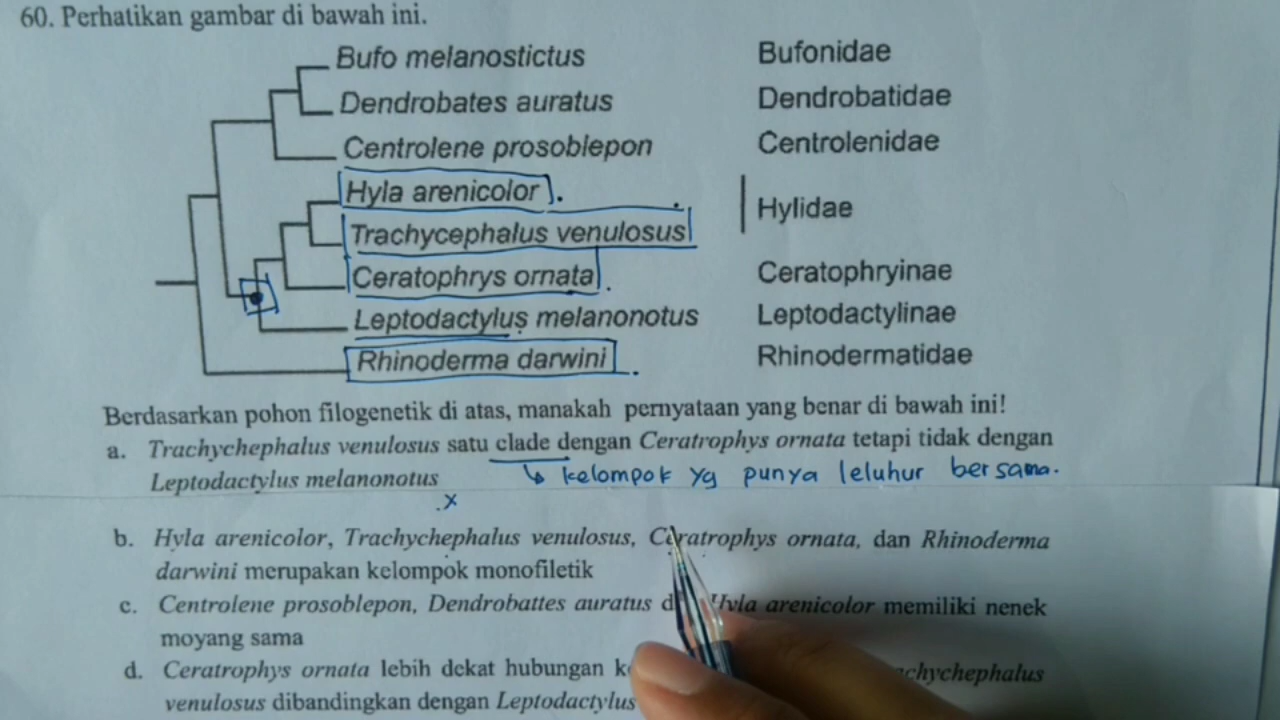 60. Perhatikan gambar di bawah ini.
Bufo melanostictus Bufonidae
Dendrobates auratus Dendrobatidae
Centrolene prosoblepon Centrolenidae
Hyla arenicolor
Hylidae
Trachycephalus venulosus
Ceratophrys ornata Ceratophryinae
Leptodactylus melanonotus Leptodactylinae
Rhinoderma darwini Rhinodermatidae
Berdasarkan pohon filogenetik di atas, manakah pernyataan yang benar di bawah ini!
a. Trachychephalus venulosus satu clade dengan Ceratrophys ornata tetapi tidak dengan
Leptodactylus melanonotus
↳ kelompok yg punya leluhur bersama.
x
b. Hyla arenicolor, Trachychephalus venulosus, Ceratrophys ornata, dan Rhinoderma
darwini merupakan kelompok monofiletik
c. Centrolene prosoblepon, Dendrobattes auratus Hyla arenicolor memiliki nenek
moyang sama
d. Ceratrophys ornata lebih dekat hubungan
venulosus dibandingkan dengan Leptodactylus